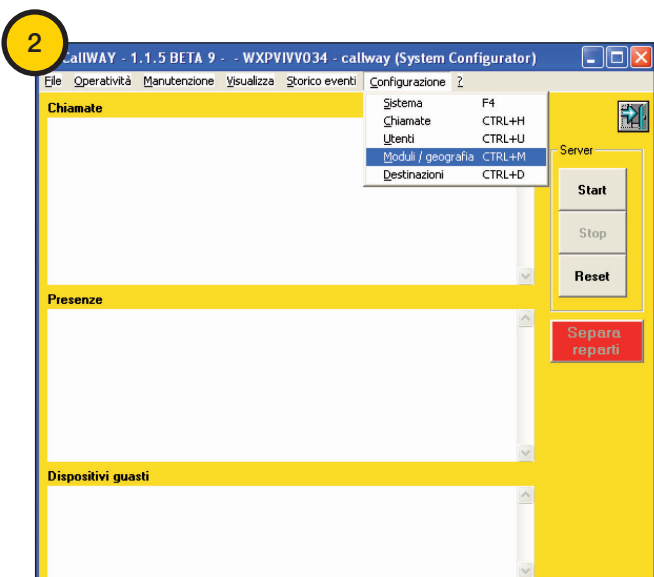 2
CallWAY - 1.1.5 BETA 9 - - WXPVIVV034 - callway (System Configurator)
File Operatività Manutenzione Visualizza Storico eventi Configurazione ?
Sistema F4
Chiamate CTRL+H
Utenti CTRL+U
Moduli / geografia CTRL+M
Destinazioni CTRL+D
Chiamate
Server
Start
Stop
Reset
Presenze
Separa
reparti
Dispositivi guasti